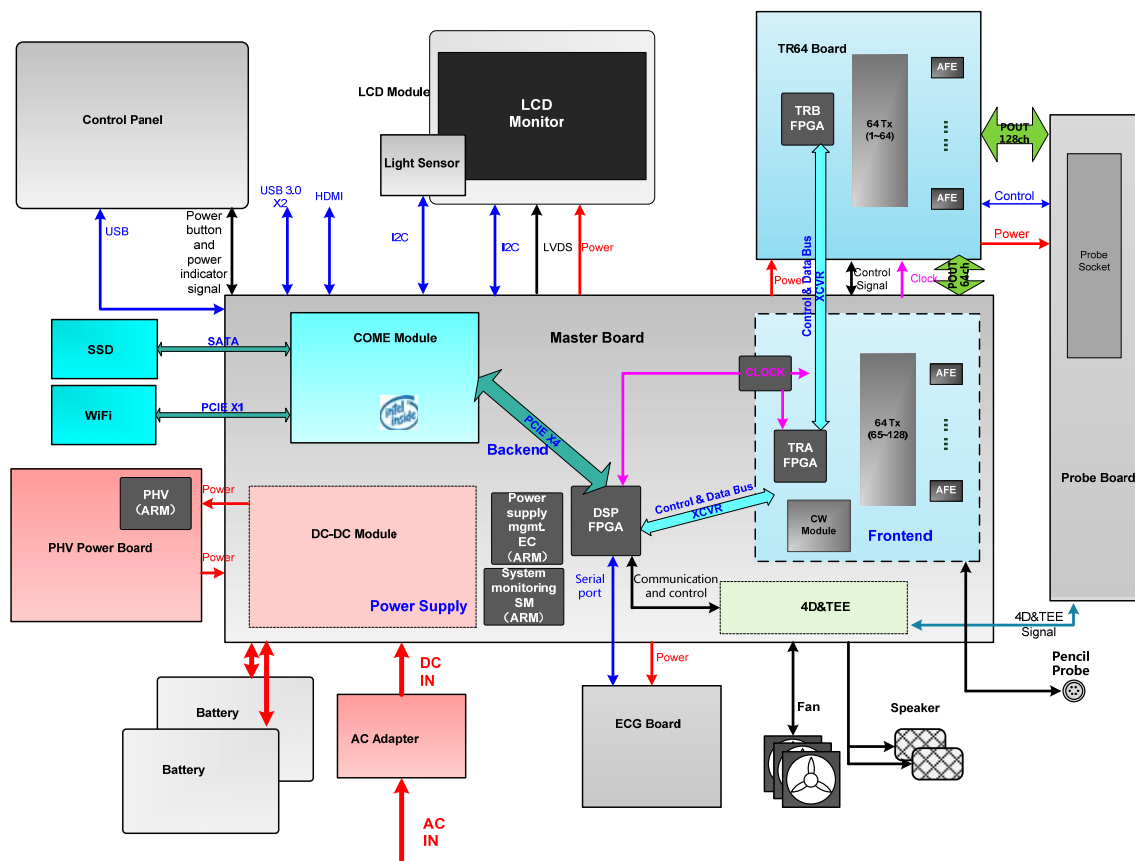 Control Panel
LCD Module
LCD
Monitor
Light Sensor
TR64 Board
TRB
FPGA
64 Tx
(1~64)
AFE
AFE
POUT
128ch
Control
Power
Probe
Socket
Probe Board
USB
Power
button
and
power
indicator
signal
USB 3.0
X2
HDMI
I2C
I2C
LVDS
Power
Power
Control
Signal
Clock
POUT
64ch
Control & Data Bus
XCVR
SSD
SATA
WiFi
PCIE X1
COME Module
intel
inside
Master Board
PCIE X4
Backend
CLOCK
TRA
FPGA
64 Tx
(65~128)
AFE
AFE
CW
Module
Frontend
PHV
(ARM)
PHV Power Board
Power
Power
DC-DC Module
Power Supply
Power
supply
mgmt.
EC
(ARM)
System
monitoring
SM
(ARM)
DSP
FPGA
Control & Data Bus
XCVR
Serial
port
Communication
and control
4D&TEE
4D&TEE
Signal
Power
DC
IN
Battery
Battery
AC Adapter
AC
IN
ECG Board
Fan
Speaker
Pencil
Probe